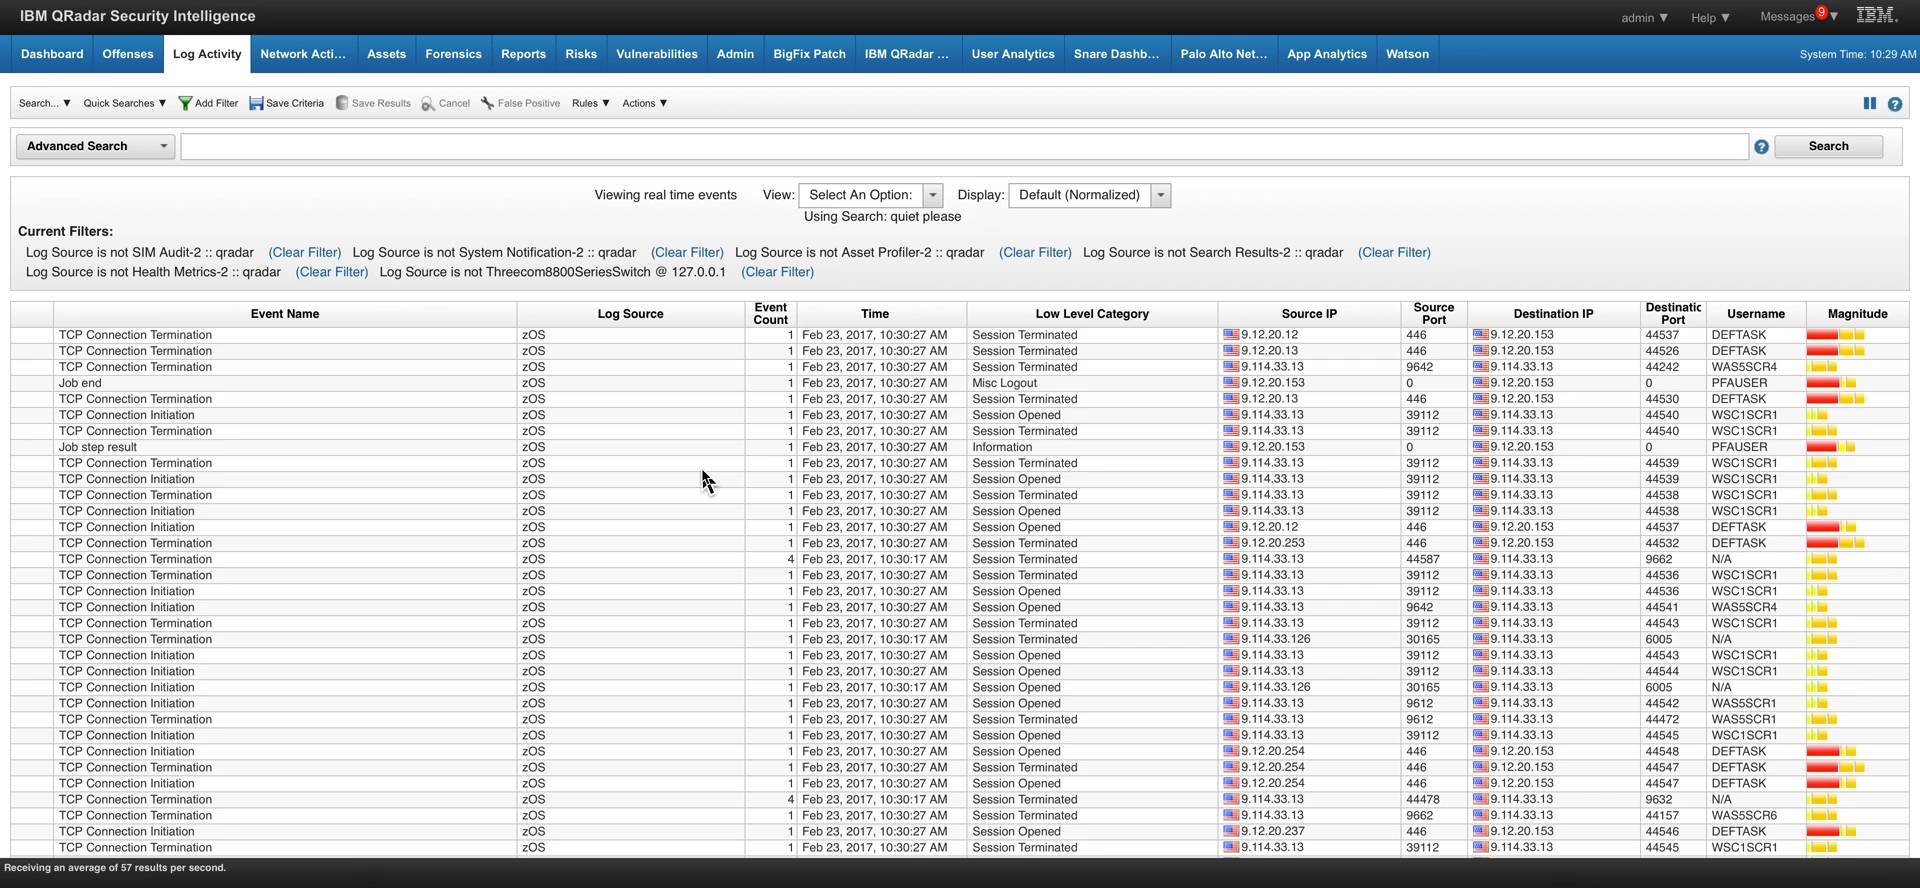 IBM QRadar Security Intelligence
admin ▼ Help ▼ Messages 9 ▼ IBM.
Dashboard Offenses Log Activity Network Acti... Assets Forensics Reports Risks Vulnerabilities Admin BigFix Patch IBM QRadar ... User Analytics Snare Dashb... Palo Alto Net... App Analytics Watson System Time: 10:29 AM
Search... ▼ Quick Searches ▼ Add Filter Save Criteria Save Results Cancel False Positive Rules ▼ Actions ▼ ?
Advanced Search ? Search
Viewing real time events View: Select An Option: Display: Default (Normalized)
Using Search: quiet please
Current Filters:
Log Source is not SIM Audit-2 :: qradar (Clear Filter) Log Source is not System Notification-2 :: qradar (Clear Filter) Log Source is not Asset Profiler-2 :: qradar (Clear Filter) Log Source is not Search Results-2 :: qradar (Clear Filter)
Log Source is not Health Metrics-2 :: qradar (Clear Filter) Log Source is not Threecom8800SeriesSwitch @ 127.0.0.1 (Clear Filter)
Event Name Log Source Event Count Time Low Level Category Source IP Source Port Destination IP Destinatic Port Username Magnitude
TCP Connection Termination zOS 1 Feb 23, 2017, 10:30:27 AM Session Terminated 9.12.20.12 446 9.12.20.153 44537 DEFTASK
TCP Connection Termination zOS 1 Feb 23, 2017, 10:30:27 AM Session Terminated 9.12.20.13 446 9.12.20.153 44526 DEFTASK
TCP Connection Termination zOS 1 Feb 23, 2017, 10:30:27 AM Session Terminated 9.114.33.13 9642 9.114.33.13 44242 WAS5SCR4
Job end zOS 1 Feb 23, 2017, 10:30:27 AM Misc Logout 9.12.20.153 0 9.12.20.153 0 PFAUSER
TCP Connection Termination zOS 1 Feb 23, 2017, 10:30:27 AM Session Terminated 9.12.20.13 446 9.12.20.153 44530 DEFTASK
TCP Connection Initiation zOS 1 Feb 23, 2017, 10:30:27 AM Session Opened 9.114.33.13 39112 9.114.33.13 44540 WSC1SCR1
TCP Connection Termination zOS 1 Feb 23, 2017, 10:30:27 AM Session Terminated 9.114.33.13 39112 9.114.33.13 44540 WSC1SCR1
Job step result zOS 1 Feb 23, 2017, 10:30:27 AM Information 9.12.20.153 0 9.12.20.153 0 PFAUSER
TCP Connection Termination zOS 1 Feb 23, 2017, 10:30:27 AM Session Terminated 9.114.33.13 39112 9.114.33.13 44539 WSC1SCR1
TCP Connection Initiation zOS 1 Feb 23, 2017, 10:30:27 AM Session Opened 9.114.33.13 39112 9.114.33.13 44539 WSC1SCR1
TCP Connection Termination zOS 1 Feb 23, 2017, 10:30:27 AM Session Terminated 9.114.33.13 39112 9.114.33.13 44538 WSC1SCR1
TCP Connection Initiation zOS 1 Feb 23, 2017, 10:30:27 AM Session Opened 9.114.33.13 39112 9.114.33.13 44538 WSC1SCR1
TCP Connection Initiation zOS 1 Feb 23, 2017, 10:30:27 AM Session Opened 9.12.20.12 446 9.12.20.153 44537 DEFTASK
TCP Connection Termination zOS 1 Feb 23, 2017, 10:30:27 AM Session Terminated 9.12.20.253 446 9.12.20.153 44532 DEFTASK
TCP Connection Termination zOS 4 Feb 23, 2017, 10:30:17 AM Session Terminated 9.114.33.13 44587 9.114.33.13 9662 N/A
TCP Connection Termination zOS 1 Feb 23, 2017, 10:30:27 AM Session Terminated 9.114.33.13 39112 9.114.33.13 44536 WSC1SCR1
TCP Connection Initiation zOS 1 Feb 23, 2017, 10:30:27 AM Session Opened 9.114.33.13 39112 9.114.33.13 44536 WSC1SCR1
TCP Connection Initiation zOS 1 Feb 23, 2017, 10:30:27 AM Session Opened 9.114.33.13 9642 9.114.33.13 44541 WAS5SCR4
TCP Connection Termination zOS 1 Feb 23, 2017, 10:30:27 AM Session Terminated 9.114.33.13 39112 9.114.33.13 44543 WSC1SCR1
TCP Connection Termination zOS 1 Feb 23, 2017, 10:30:17 AM Session Terminated 9.114.33.126 30165 9.114.33.13 6005 N/A
TCP Connection Initiation zOS 1 Feb 23, 2017, 10:30:27 AM Session Opened 9.114.33.13 39112 9.114.33.13 44543 WSC1SCR1
TCP Connection Initiation zOS 1 Feb 23, 2017, 10:30:27 AM Session Opened 9.114.33.13 39112 9.114.33.13 44544 WSC1SCR1
TCP Connection Initiation zOS 1 Feb 23, 2017, 10:30:17 AM Session Opened 9.114.33.126 30165 9.114.33.13 6005 N/A
TCP Connection Initiation zOS 1 Feb 23, 2017, 10:30:27 AM Session Opened 9.114.33.13 9612 9.114.33.13 44542 WAS5SCR1
TCP Connection Termination zOS 1 Feb 23, 2017, 10:30:27 AM Session Terminated 9.114.33.13 9612 9.114.33.13 44472 WAS5SCR1
TCP Connection Initiation zOS 1 Feb 23, 2017, 10:30:27 AM Session Opened 9.114.33.13 39112 9.114.33.13 44545 WSC1SCR1
TCP Connection Initiation zOS 1 Feb 23, 2017, 10:30:27 AM Session Opened 9.12.20.254 446 9.12.20.153 44548 DEFTASK
TCP Connection Termination zOS 1 Feb 23, 2017, 10:30:27 AM Session Terminated 9.12.20.254 446 9.12.20.153 44547 DEFTASK
TCP Connection Initiation zOS 1 Feb 23, 2017, 10:30:27 AM Session Opened 9.12.20.254 446 9.12.20.153 44547 DEFTASK
TCP Connection Termination zOS 4 Feb 23, 2017, 10:30:17 AM Session Terminated 9.114.33.13 44478 9.114.33.13 9632 N/A
TCP Connection Termination zOS 1 Feb 23, 2017, 10:30:27 AM Session Terminated 9.114.33.13 9662 9.114.33.13 44157 WAS5SCR6
TCP Connection Initiation zOS 1 Feb 23, 2017, 10:30:27 AM Session Opened 9.12.20.237 446 9.12.20.153 44546 DEFTASK
TCP Connection Termination zOS 1 Feb 23, 2017, 10:30:27 AM Session Terminated 9.114.33.13 39112 9.114.33.13 44545 WSC1SCR1
Receiving an average of 57 results per second.